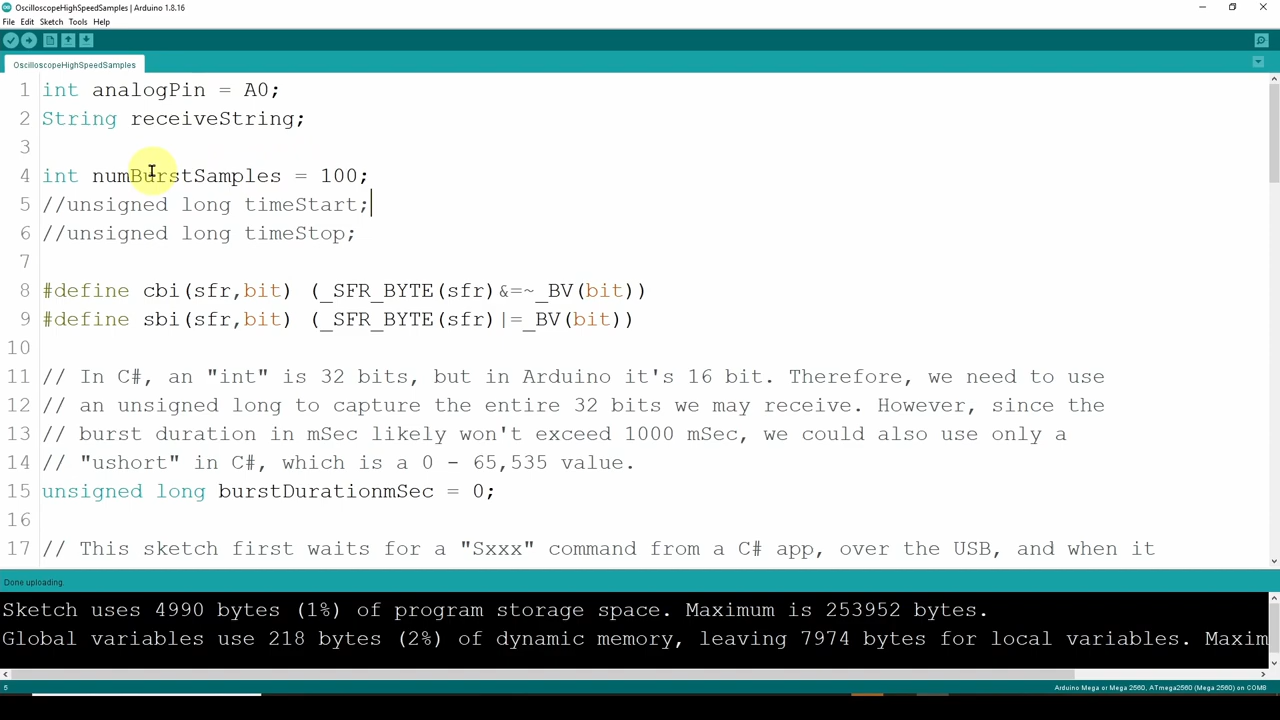 OscilloscopeHighSpeedSamples | Arduino 1.8.16
File Edit Sketch Tools Help
OscilloscopeHighSpeedSamples
1 int analogPin = A0;
2 String receiveString;
3
4 int numBurstSamples = 100;
5 //unsigned long timeStart;
6 //unsigned long timeStop;
7
8 #define cbi(sfr,bit) (_SFR_BYTE(sfr)&=~_BV(bit))
9 #define sbi(sfr,bit) (_SFR_BYTE(sfr)|=_BV(bit))
10
11 // In C#, an "int" is 32 bits, but in Arduino it's 16 bit. Therefore, we need to use
12 // an unsigned long to capture the entire 32 bits we may receive. However, since the
13 // burst duration in mSec likely won't exceed 1000 mSec, we could also use only a
14 // "ushort" in C#, which is a 0 - 65,535 value.
15 unsigned long burstDurationmSec = 0;
16
17 // This sketch first waits for a "Sxxx" command from a C# app, over the USB, and when it
Done uploading.
Sketch uses 4990 bytes (1%) of program storage space. Maximum is 253952 bytes.
Global variables use 218 bytes (2%) of dynamic memory, leaving 7974 bytes for local variables. Maxim
5
Arduino Mega or Mega 2560, ATmega2560 (Mega 2560) on COM8